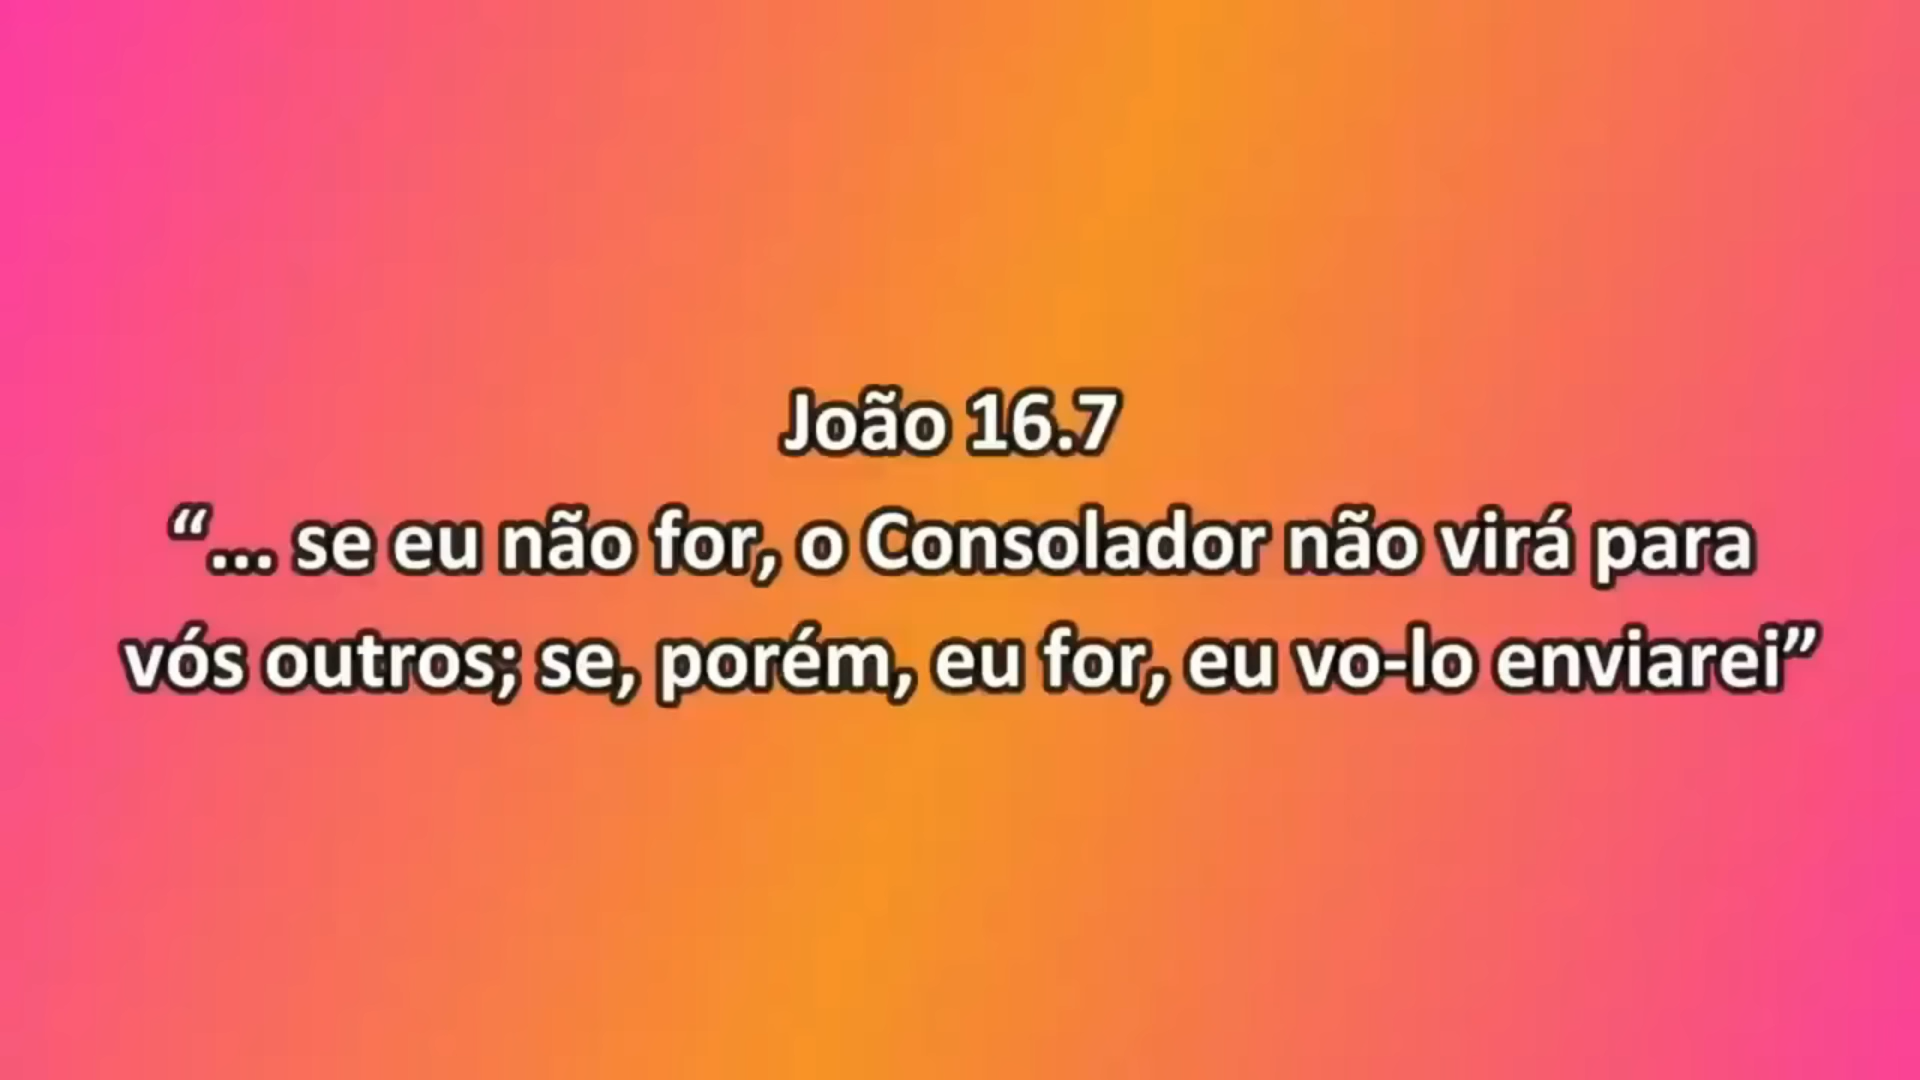 João 16.7
“... se eu não for, o Consolador não virá para
vós outros; se, porém, eu for, eu vo-lo enviarei”